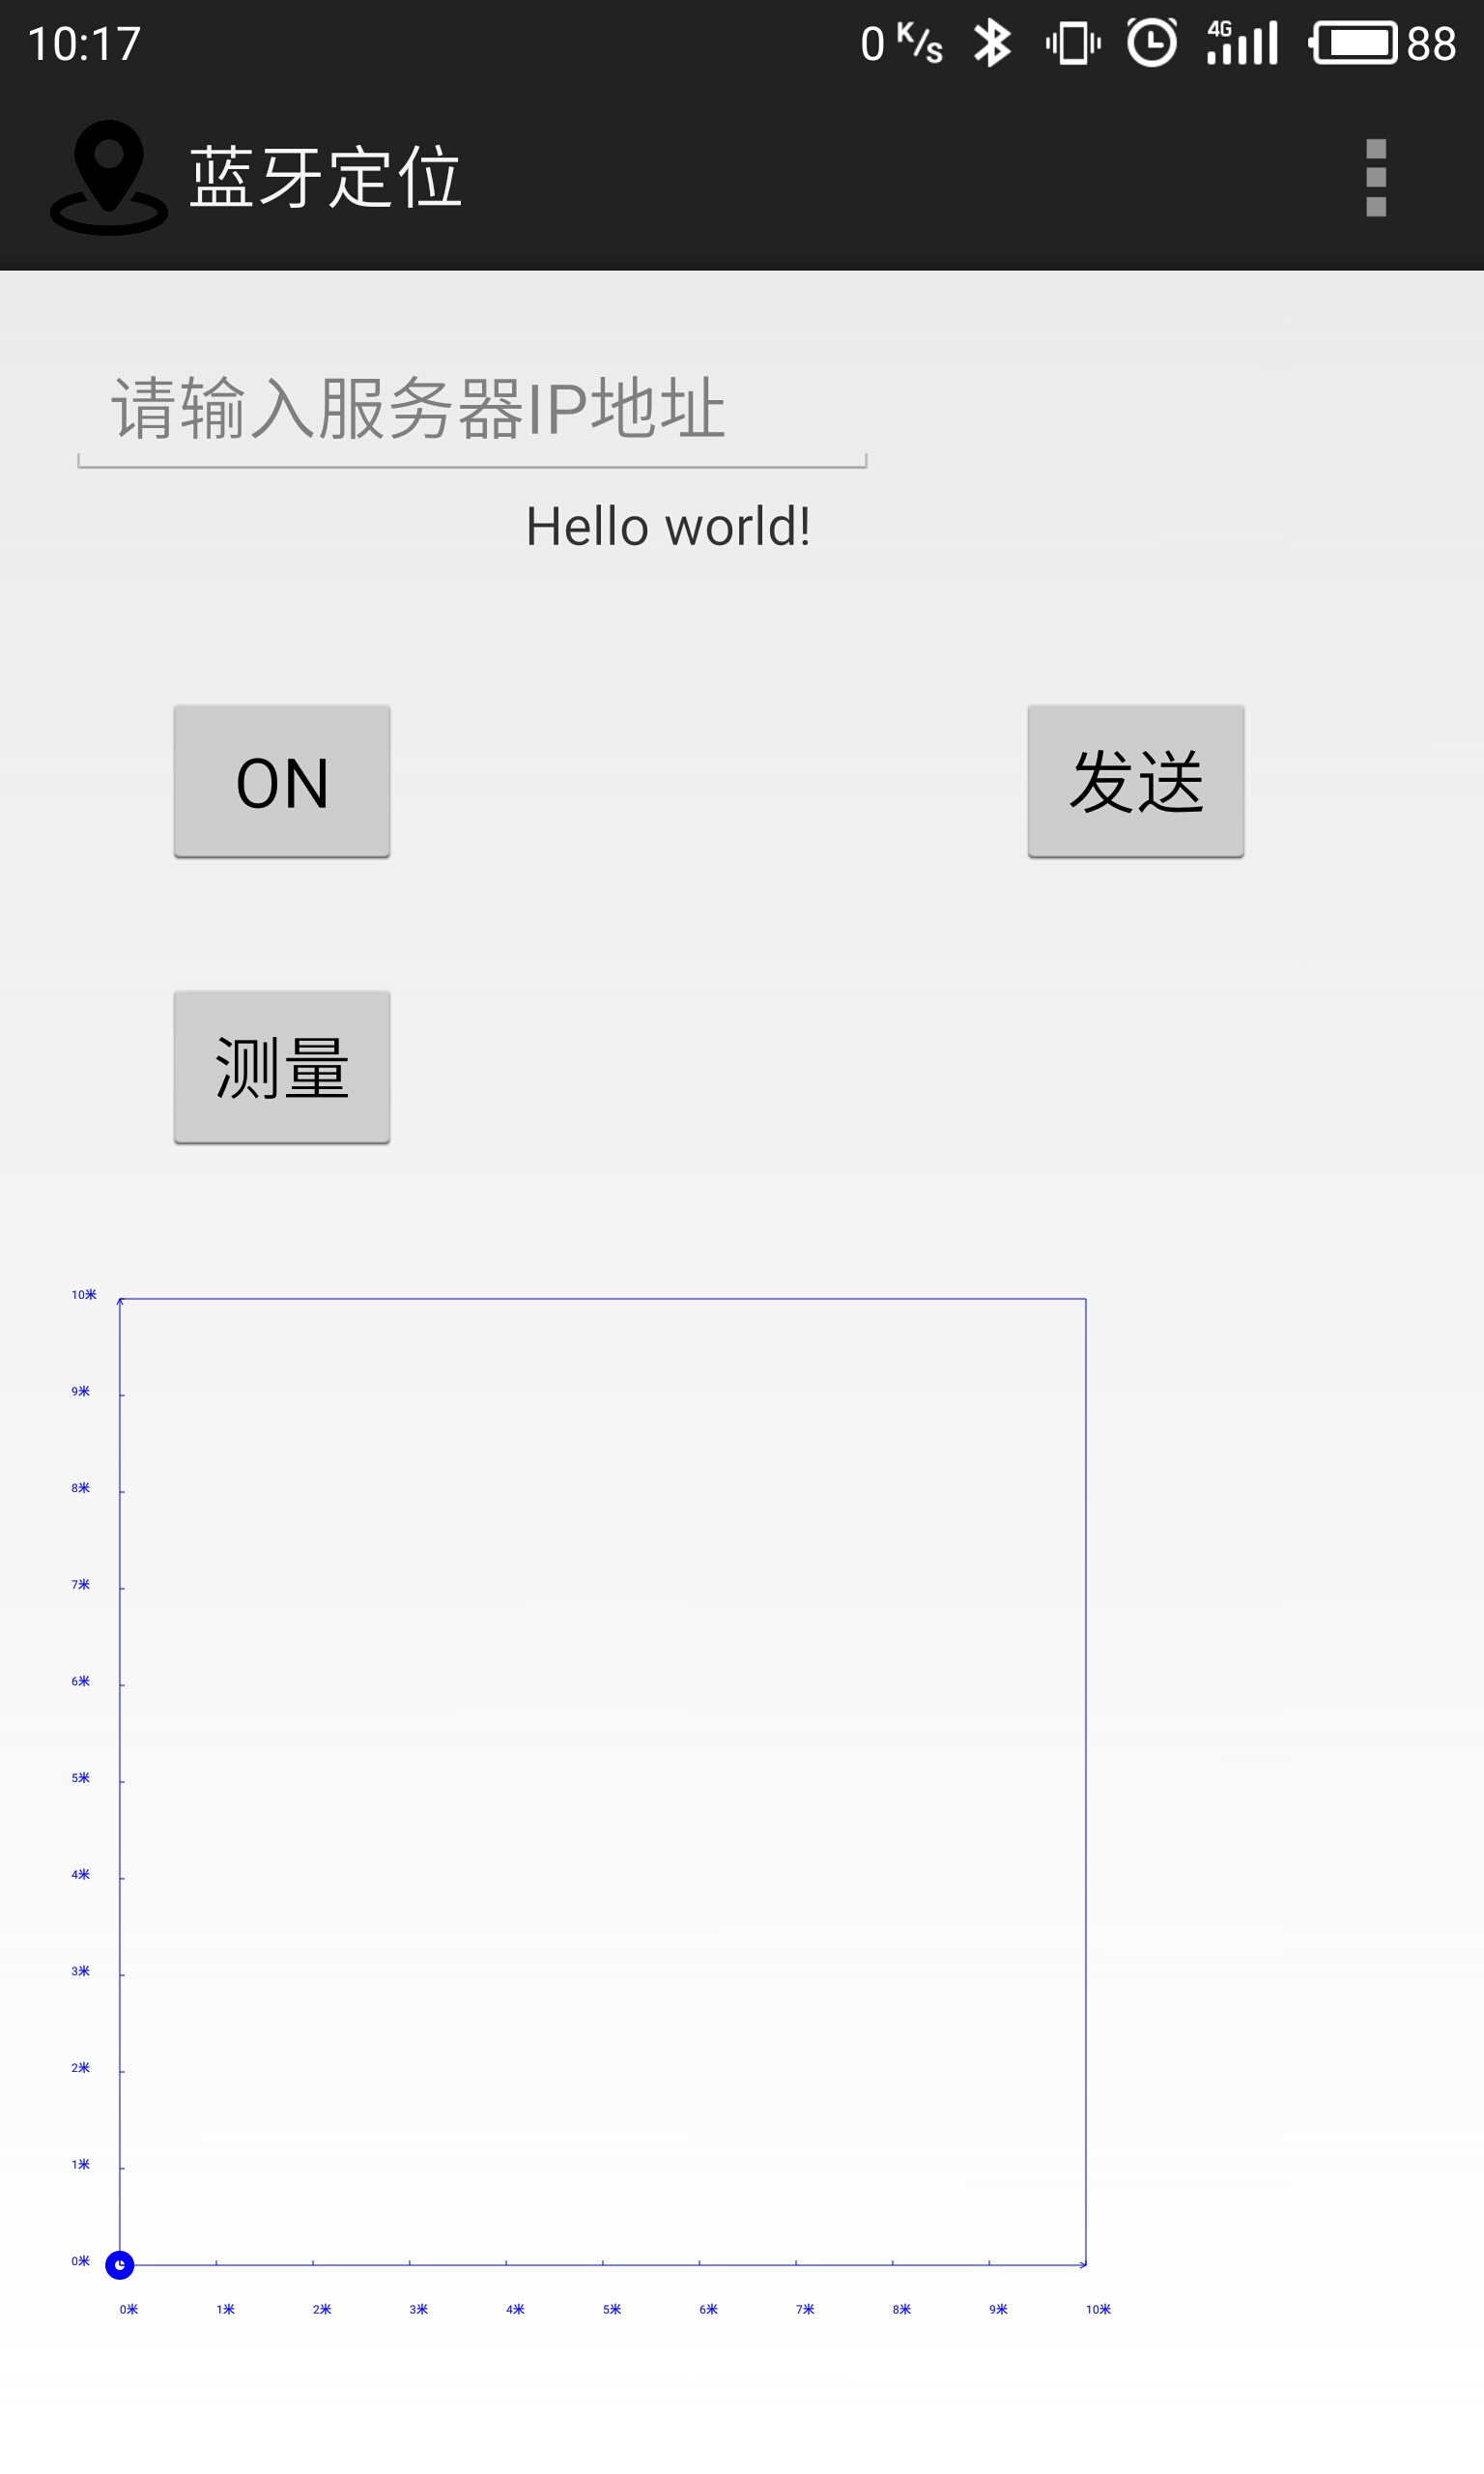 10:17 0 K/s 4G 88
蓝牙定位
请输入服务器IP地址
Hello world!
ON 发送
测量
10米
9米
8米
7米
6米
5米
4米
3米
2米
1米
0米
0米 1米 2米 3米 4米 5米 6米 7米 8米 9米 10米